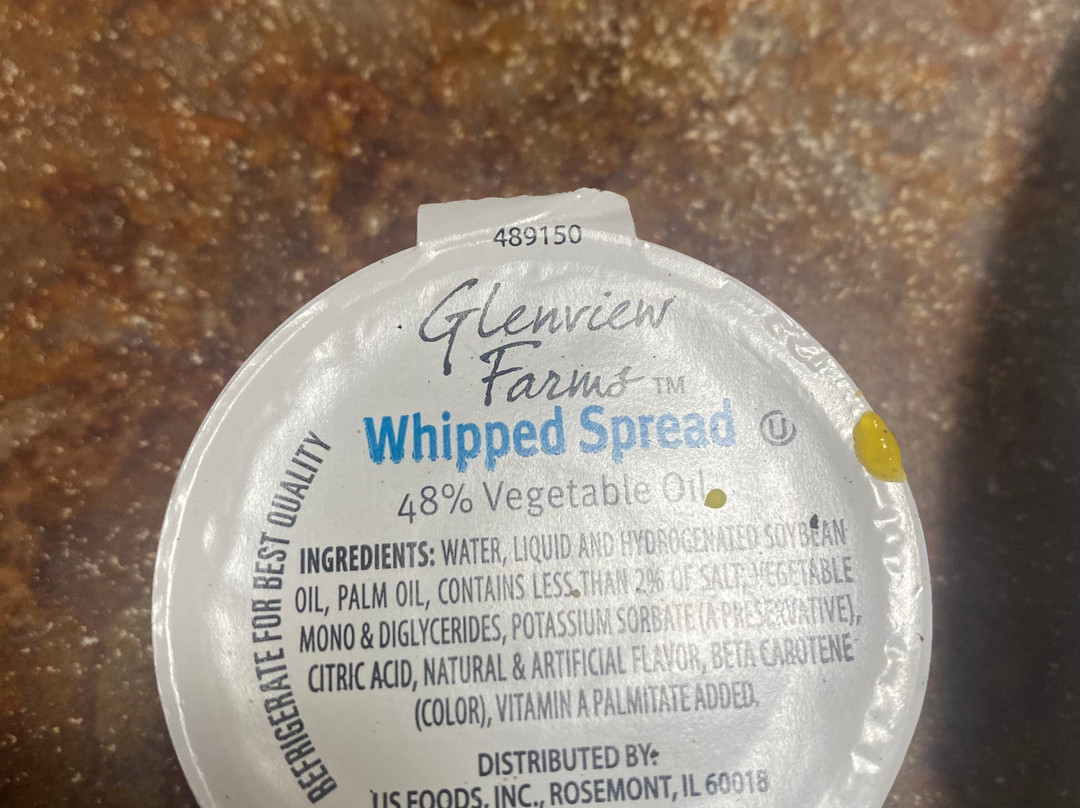 489150
Glenview
Farms™
Whipped Spread
U
48% Vegetable Oil
REFRIGERATE FOR BEST QUALITY
INGREDIENTS: WATER, LIQUID AND HYDROGENATED SOYBEAN
OIL, PALM OIL, CONTAINS LESS THAN 2% OF SALT, VEGETABLE
MONO & DIGLYCERIDES, POTASSIUM SORBATE (A PRESERVATIVE),
CITRIC ACID, NATURAL & ARTIFICIAL FLAVOR, BETA CAROTENE
(COLOR), VITAMIN A PALMITATE ADDED.
DISTRIBUTED BY:
US FOODS, INC., ROSEMONT, IL 60018